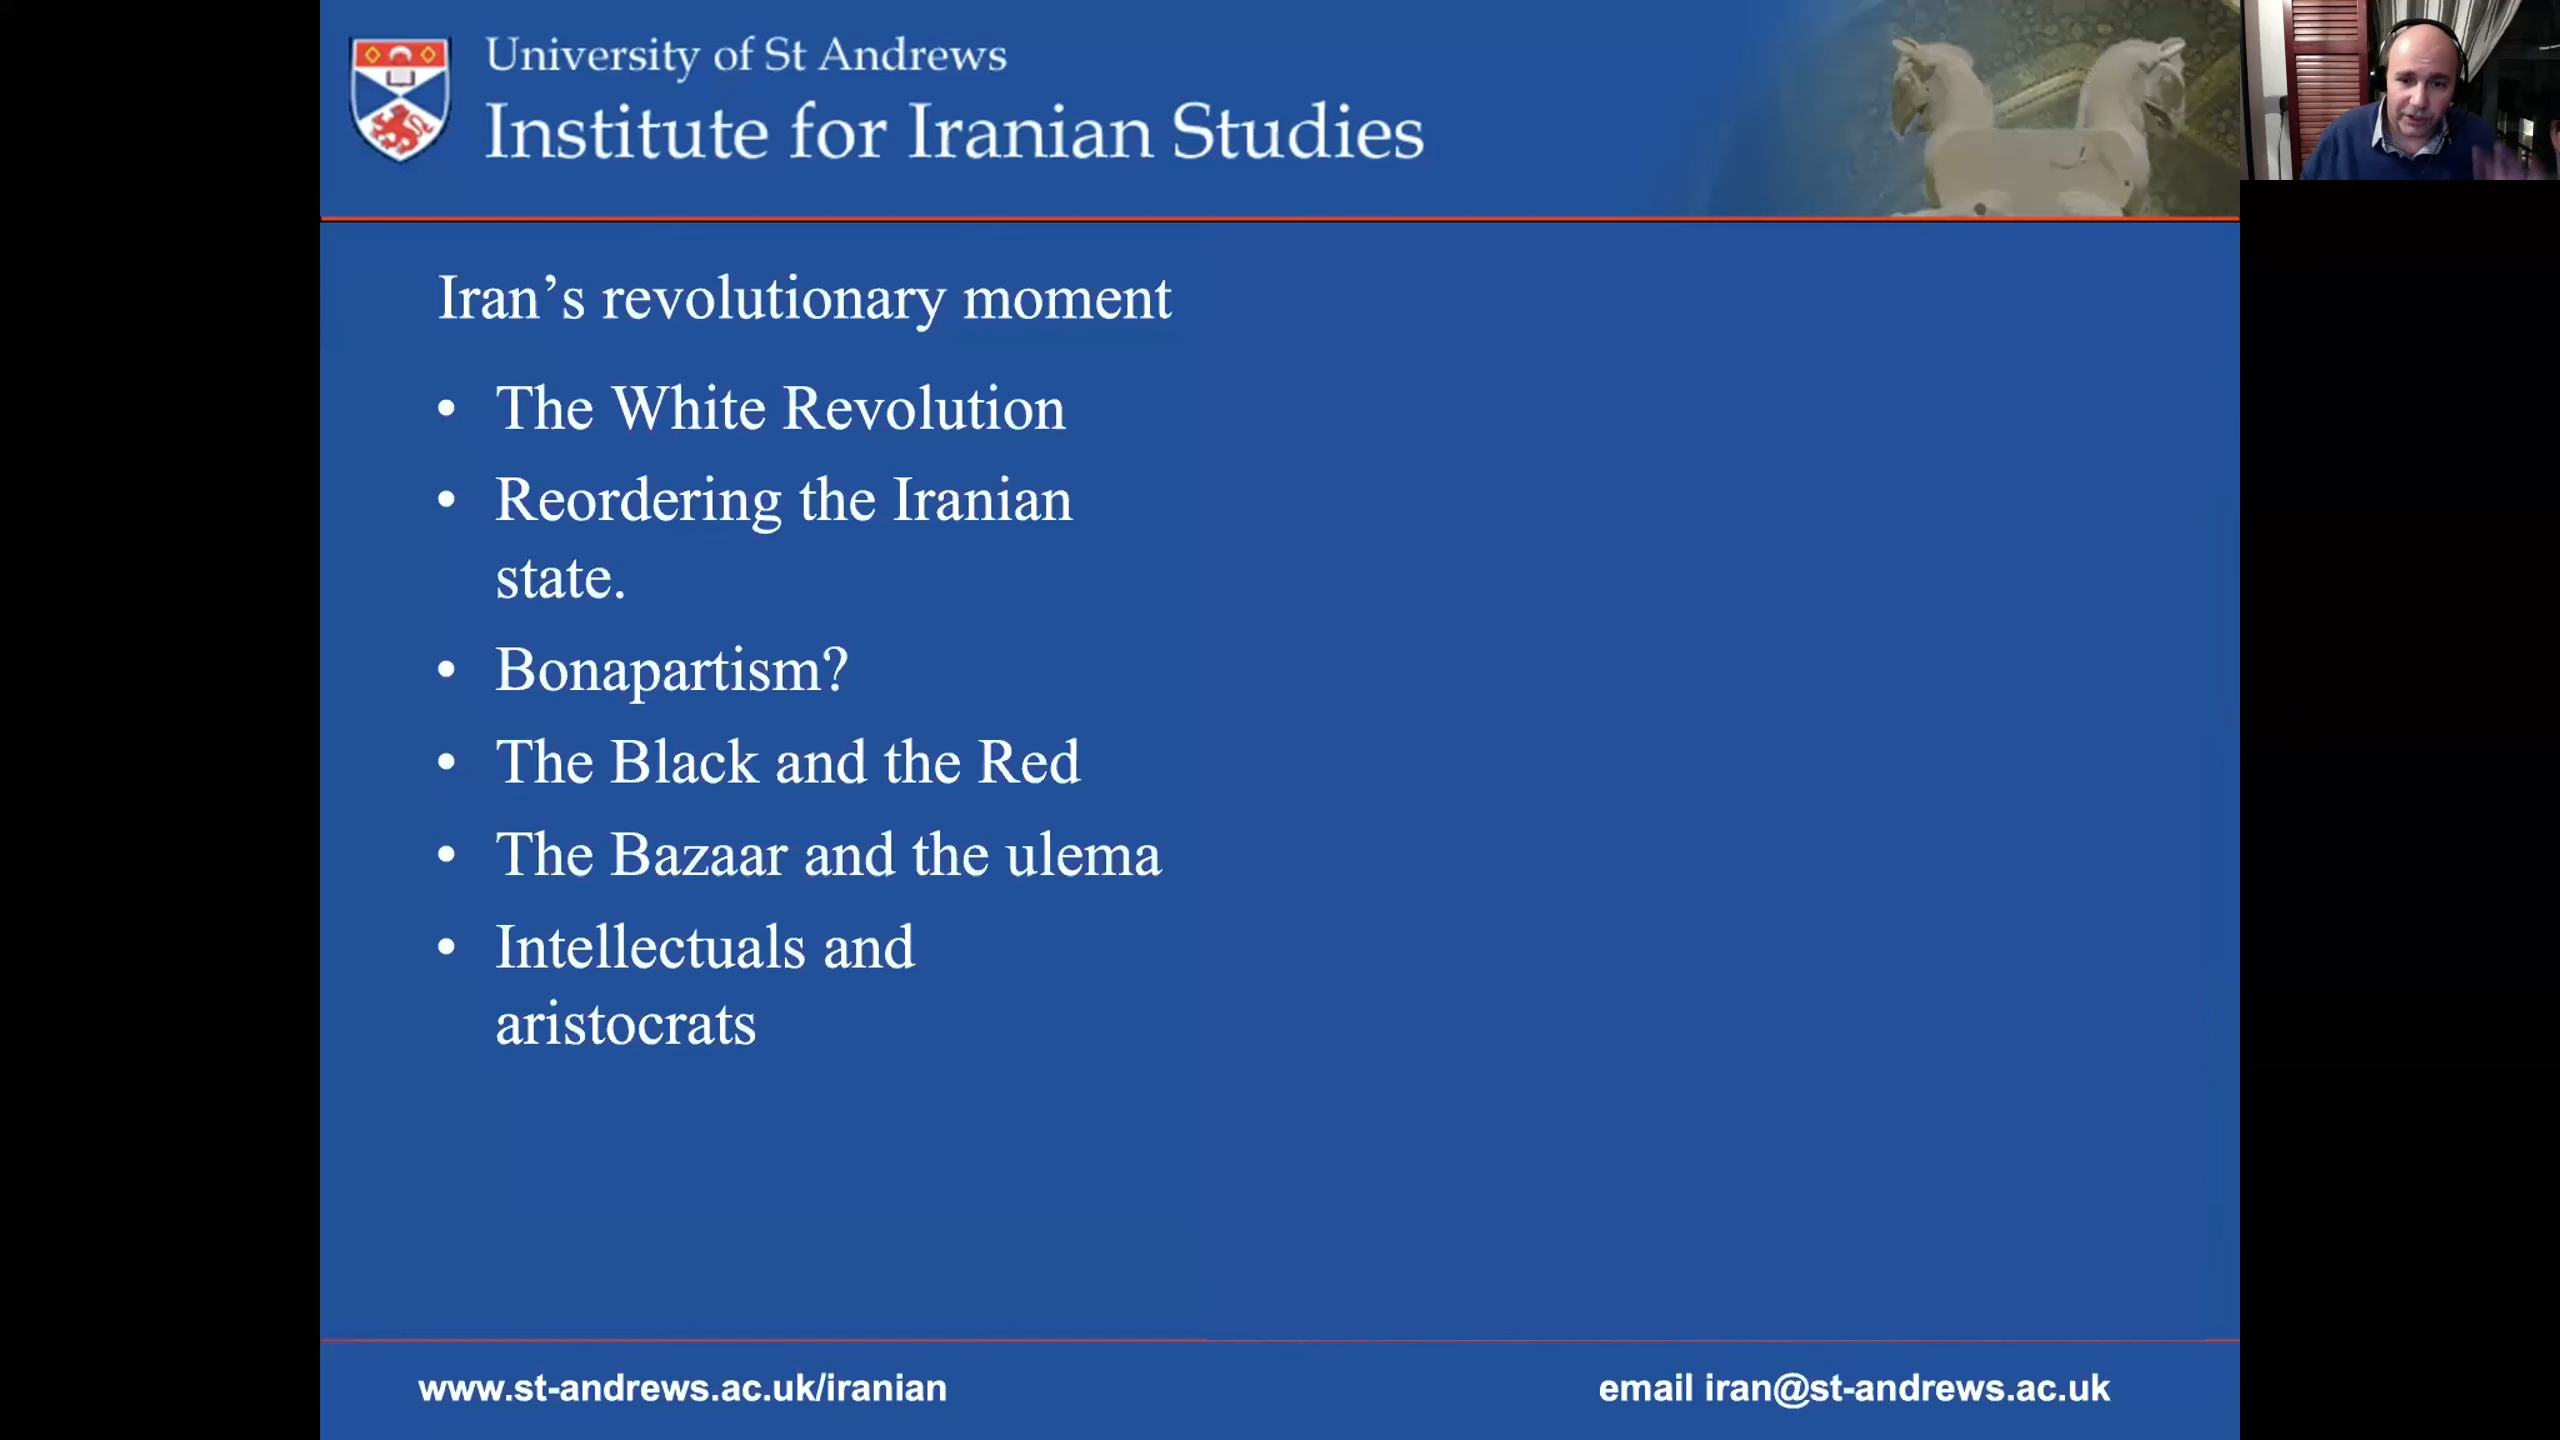 University of St Andrews
Institute for Iranian Studies
Iran’s revolutionary moment
• The White Revolution
• Reordering the Iranian
state.
• Bonapartism?
• The Black and the Red
• The Bazaar and the ulema
• Intellectuals and
aristocrats
www.st-andrews.ac.uk/iranian
email iran@st-andrews.ac.uk